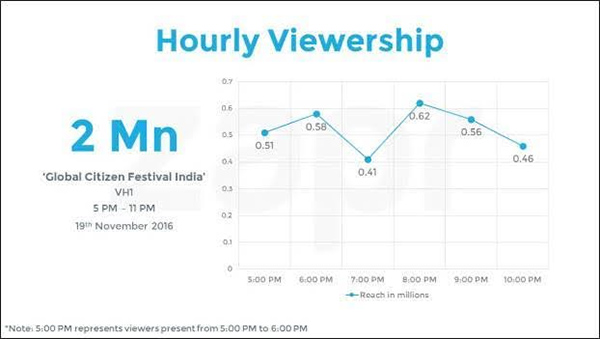 Hourly Viewership
2 Mn
'Global Citizen Festival India'
VH1
5 PM - 11 PM
19th November 2016
0.7
0.6
0.5
0.4
0.3
0.2
0.1
0
0.51
0.58
0.41
0.62
0.56
0.46
5:00 PM 6:00 PM 7:00 PM 8:00 PM 9:00 PM 10:00 PM
Reach in millions
Zapr
*Note: 5:00 PM represents viewers present from 5:00 PM to 6:00 PM